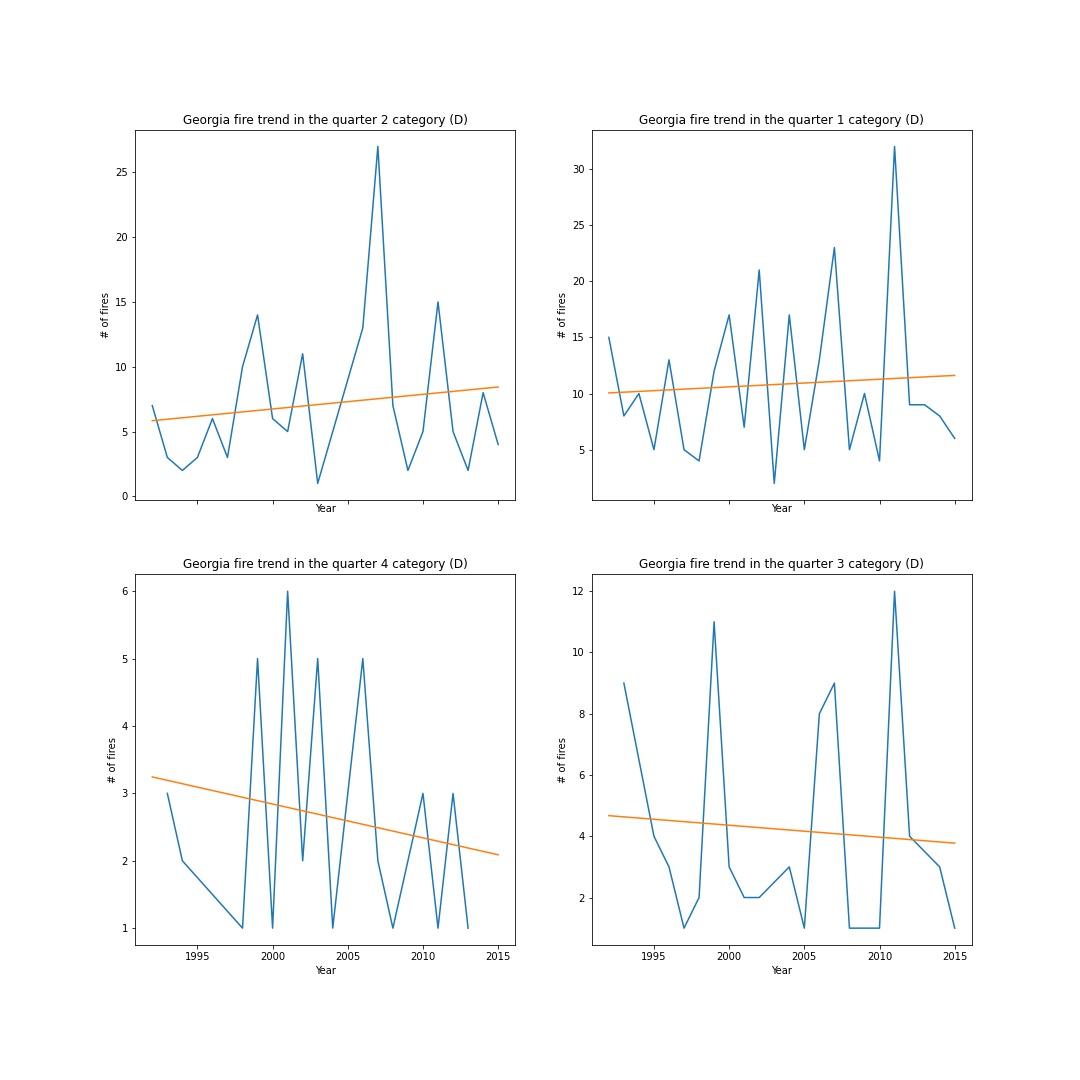 Georgia fire trend in the quarter 2 category (D)
25
20
15
10
5
0
# of fires
Year
Georgia fire trend in the quarter 1 category (D)
30
25
20
15
10
5
# of fires
Year
Georgia fire trend in the quarter 4 category (D)
6
5
4
3
2
1
# of fires
1995 2000 2005 2010 2015
Year
Georgia fire trend in the quarter 3 category (D)
12
10
8
6
4
2
# of fires
1995 2000 2005 2010 2015
Year